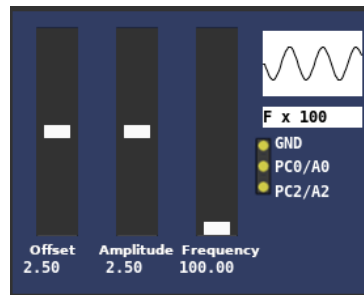 F x 100
GND
PC0/A0
PC2/A2
Offset Amplitude Frequency
2.50 2.50 100.00